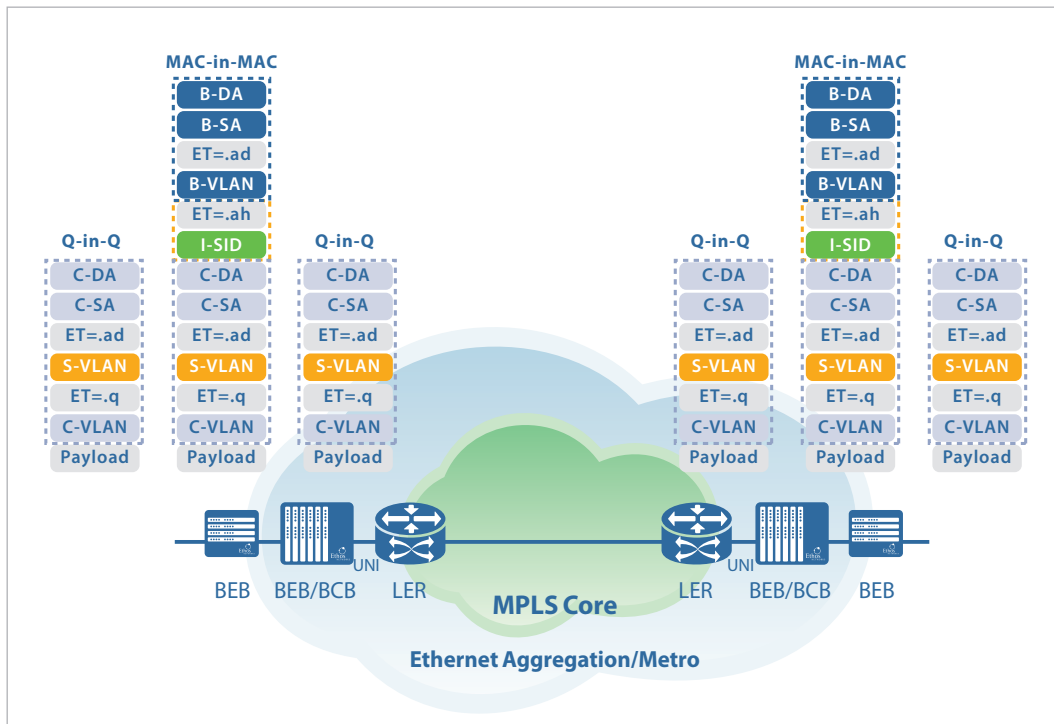 MAC-in-MAC
B-DA
B-SA
ET=.ad
B-VLAN
ET=.ah
I-SID
C-DA
C-SA
ET=.ad
S-VLAN
ET=.q
C-VLAN
Payload
Q-in-Q
C-DA
C-SA
ET=.ad
S-VLAN
ET=.q
C-VLAN
Payload
Q-in-Q
C-DA
C-SA
ET=.ad
S-VLAN
ET=.q
C-VLAN
Payload
MAC-in-MAC
B-DA
B-SA
ET=.ad
B-VLAN
ET=.ah
I-SID
C-DA
C-SA
ET=.ad
S-VLAN
ET=.q
C-VLAN
Payload
Q-in-Q
C-DA
C-SA
ET=.ad
S-VLAN
ET=.q
C-VLAN
Payload
Q-in-Q
C-DA
C-SA
ET=.ad
S-VLAN
ET=.q
C-VLAN
Payload
Ethos
Ethos
UNI
UNI
Ethos
Ethos
BEB
BEB/BCB
LER
LER
BEB/BCB
BEB
MPLS Core
Ethernet Aggregation/Metro